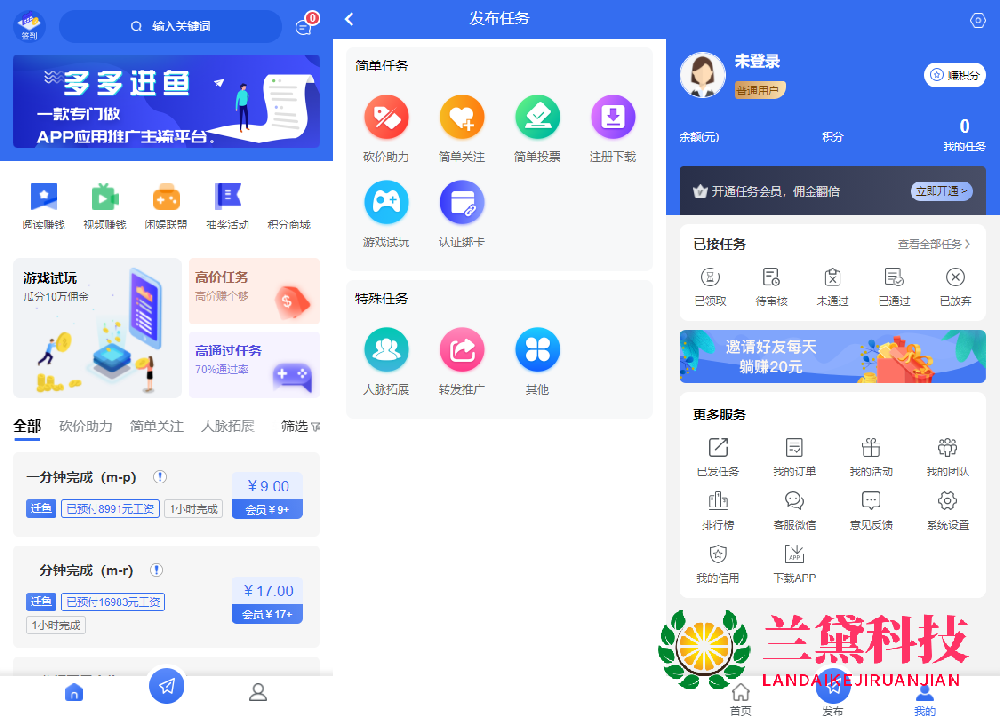 签到
输入关键词
0
多多进鱼
一款专门做
APP应用推广主流平台.
阅读赚钱
视频赚钱
闲娱联盟
抽奖活动
积分商城
游戏试玩
瓜分10万佣金
高价任务
高价赚个够
高通过任务
70%通过率
全部
砍价助力
简单关注
人脉拓展
筛选
一分钟完成（m-p）
迁鱼
已预付8991元工资
1小时完成
￥9.00
会员￥9+
分钟完成（m-r）
迁鱼
已预付16983元工资
1小时完成
￥17.00
会员￥17+
发布任务
简单任务
砍价助力
简单关注
简单投票
注册下载
游戏试玩
认证绑卡
特殊任务
人脉拓展
转发推广
其他
未登录
普通用户
赚积分
余额(元)
积分
0
我的任务
开通任务会员，佣金翻倍
立即开通>
已接任务
查看全部任务>
已领取
待审核
未通过
已通过
已放弃
邀请好友每天
躺赚20元
更多服务
已发任务
我的订单
我的活动
我的团队
排行榜
客服微信
意见反馈
系统设置
我的信用
下载APP
兰黛科技
LANDAIKEJIRUANJIAN
首页
发布
我的